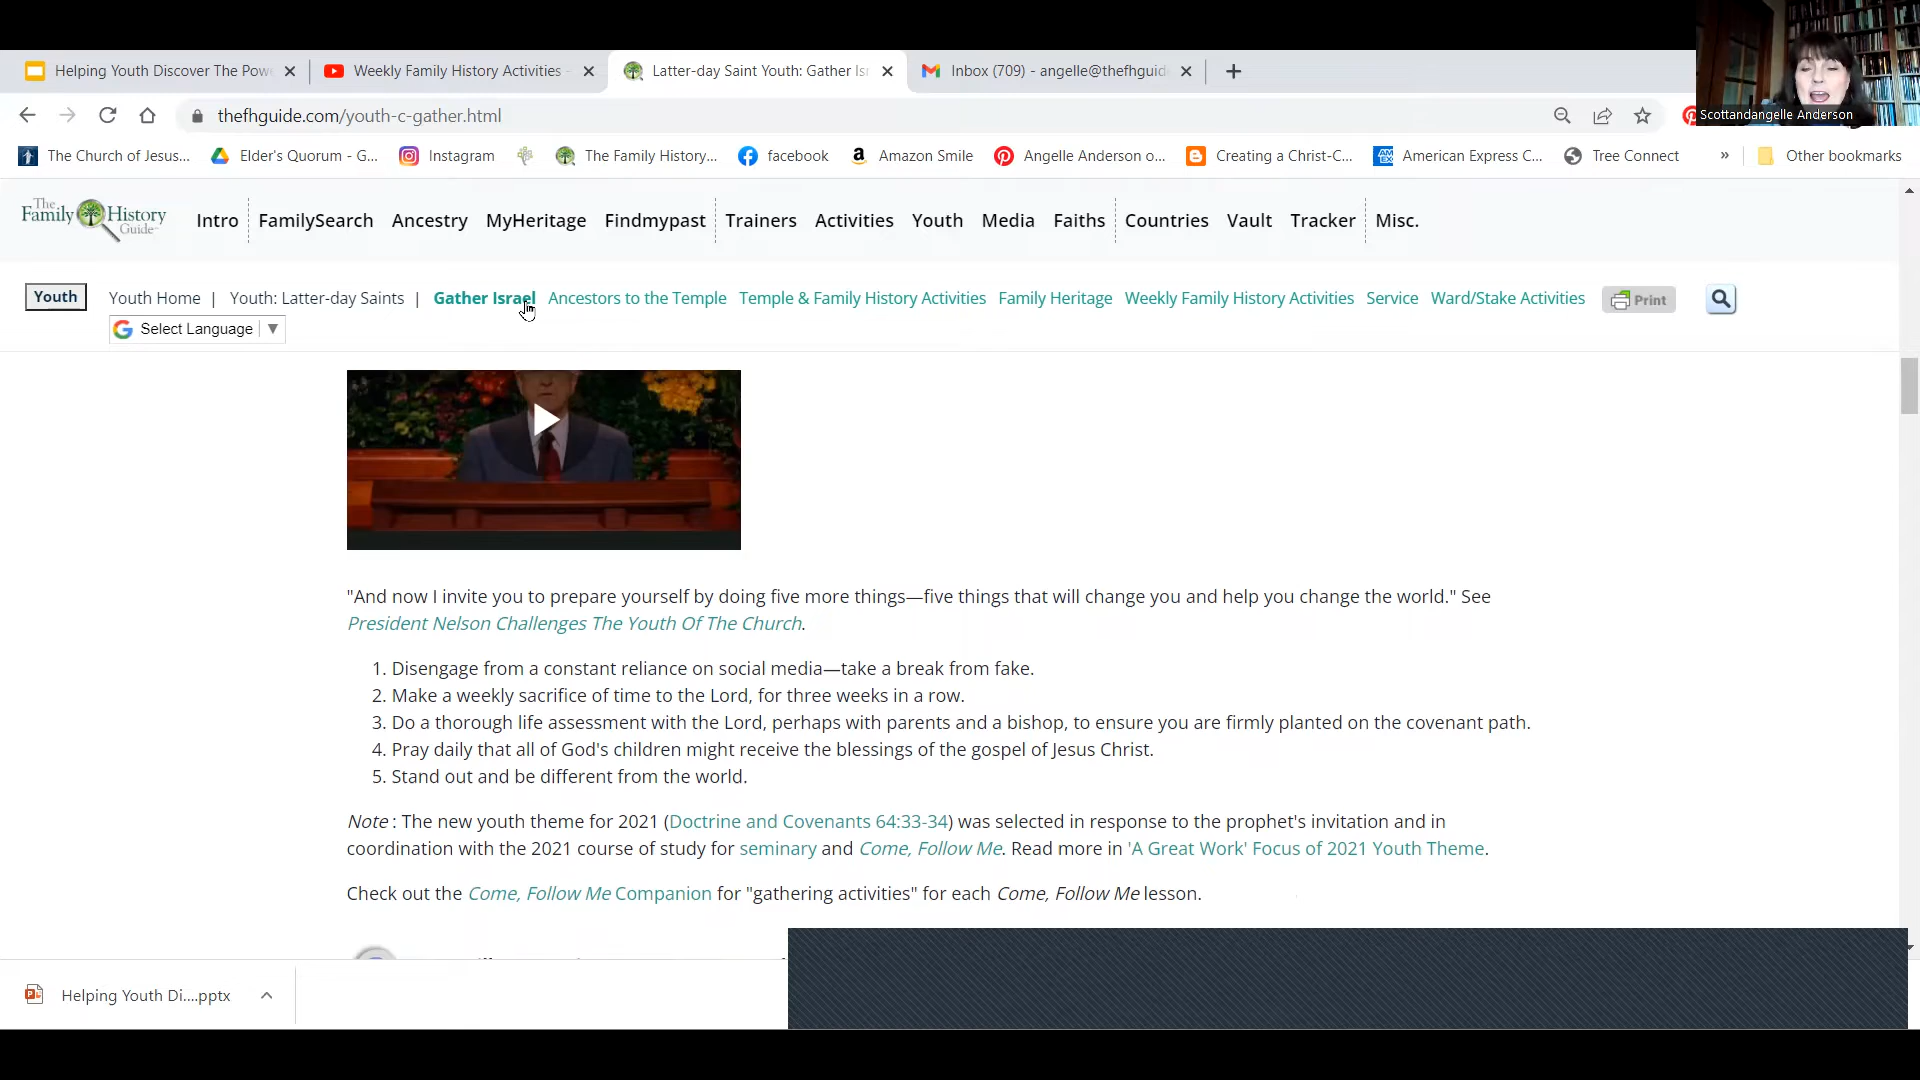 Helping Youth Discover The Pow
Weekly Family History Activities -
Latter-day Saint Youth: Gather Isr
Inbox (709) - angelle@thefhguid
Scottandangelle Anderson
thefhguide.com/youth-c-gather.html
The Church of Jesus...
Elder's Quorum - G...
Instagram
The Family History...
facebook
Amazon Smile
Angelle Anderson o...
Creating a Christ-C...
American Express C...
Tree Connect
»
Other bookmarks
The Family History Guide
Intro
FamilySearch
Ancestry
MyHeritage
Findmypast
Trainers
Activities
Youth
Media
Faiths
Countries
Vault
Tracker
Misc.
Youth
Youth Home | Youth: Latter-day Saints | Gather Israel Ancestors to the Temple Temple & Family History Activities Family Heritage Weekly Family History Activities Service Ward/Stake Activities
Print
Select Language
"And now I invite you to prepare yourself by doing five more things—five things that will change you and help you change the world." See
President Nelson Challenges The Youth Of The Church.
1. Disengage from a constant reliance on social media—take a break from fake.
2. Make a weekly sacrifice of time to the Lord, for three weeks in a row.
3. Do a thorough life assessment with the Lord, perhaps with parents and a bishop, to ensure you are firmly planted on the covenant path.
4. Pray daily that all of God's children might receive the blessings of the gospel of Jesus Christ.
5. Stand out and be different from the world.
Note : The new youth theme for 2021 (Doctrine and Covenants 64:33-34) was selected in response to the prophet's invitation and in
coordination with the 2021 course of study for seminary and Come, Follow Me. Read more in 'A Great Work' Focus of 2021 Youth Theme.
Check out the Come, Follow Me Companion for "gathering activities" for each Come, Follow Me lesson.
Helping Youth Di....pptx